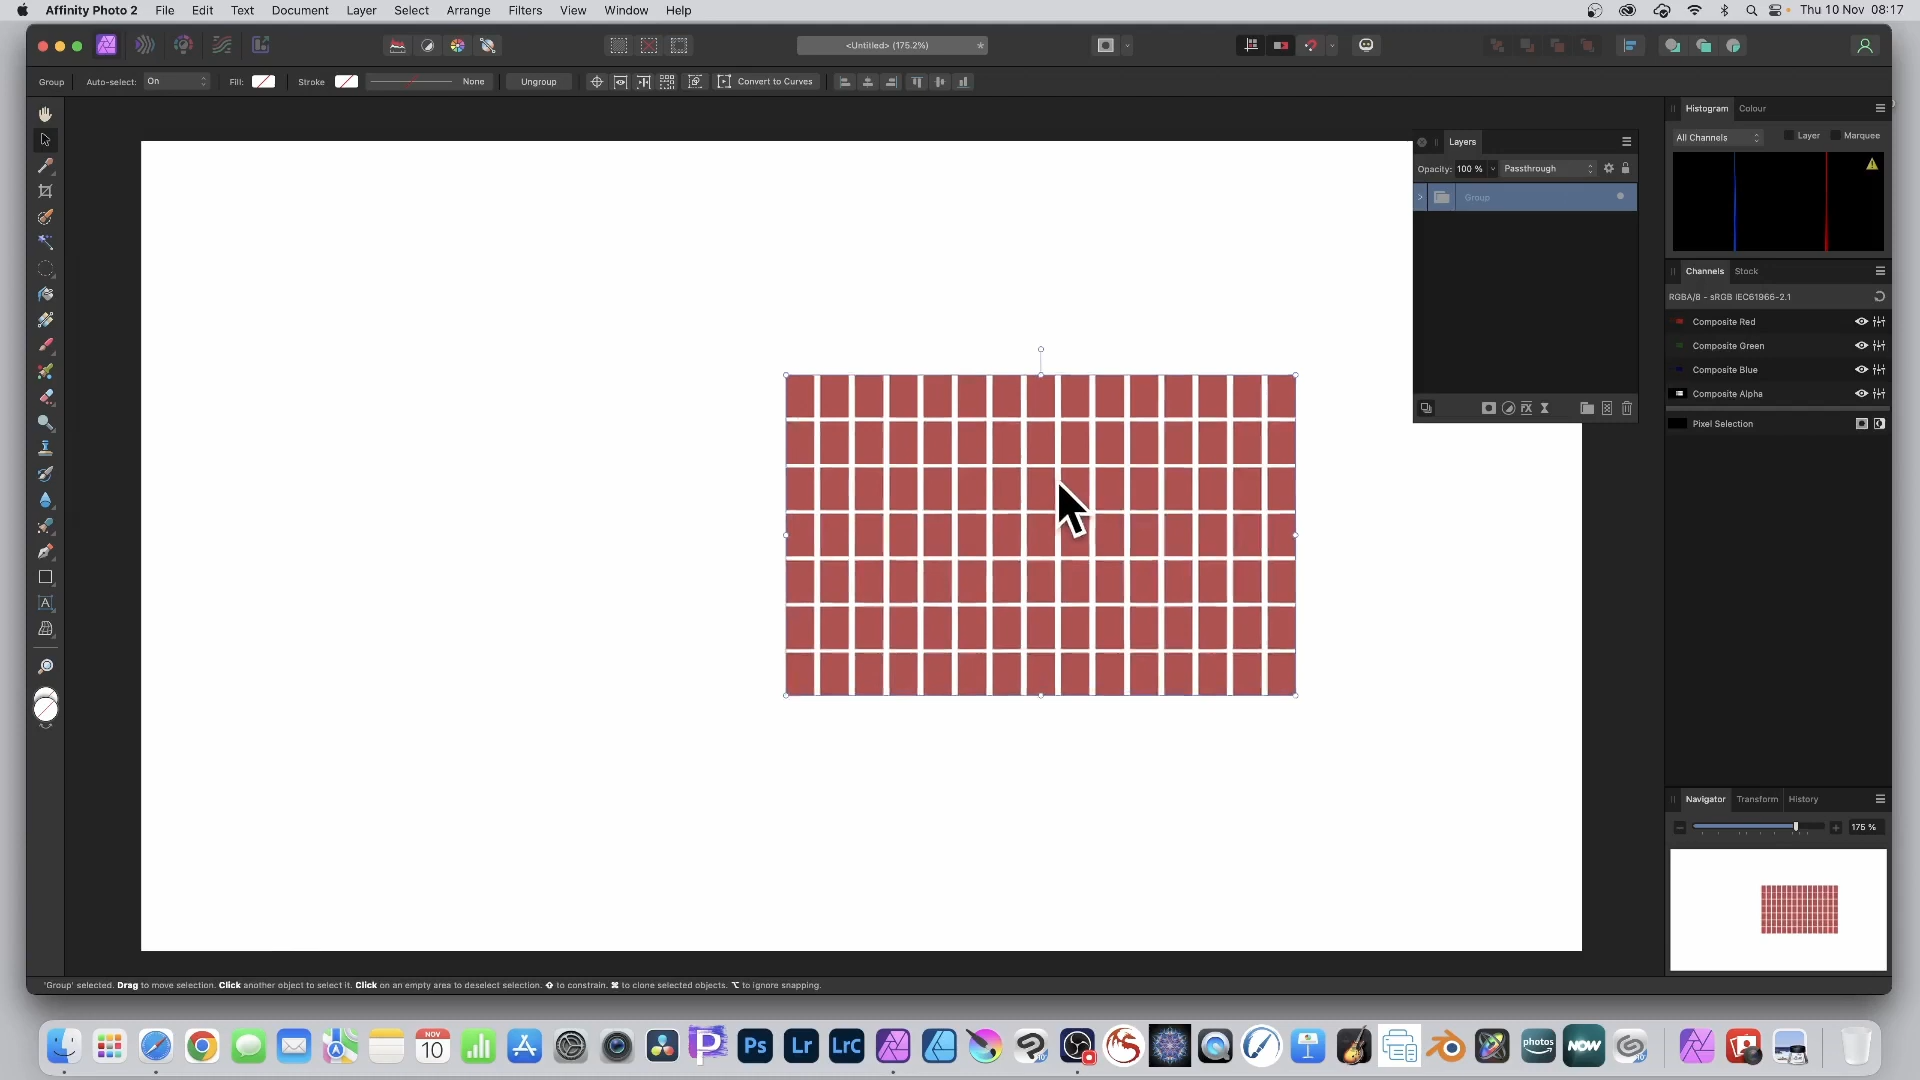 Affinity Photo 2 File Edit Text Document Layer Select Arrange Filters View Window Help Thu 10 Nov 08:17
<Untitled> (175.2%)
Group Auto-select: On Fill: Stroke None Ungroup Convert to Curves
Histogram Colour
All Channels Layer Marquee
Layers
Opacity: 100 % Passthrough
Group
Channels Stock
RGBA/8 - sRGB IEC61966-2.1
Composite Red
Composite Green
Composite Blue
Composite Alpha
Pixel Selection
Navigator Transform History
175 %
'Group' selected. Drag to move selection. Click another object to select it. Click on an empty area to deselect selection. ⇧ to constrain. ⌘ to clone selected objects. ⌥ to ignore snapping.
NOV
10
Ps Lr LrC
photos
NOW